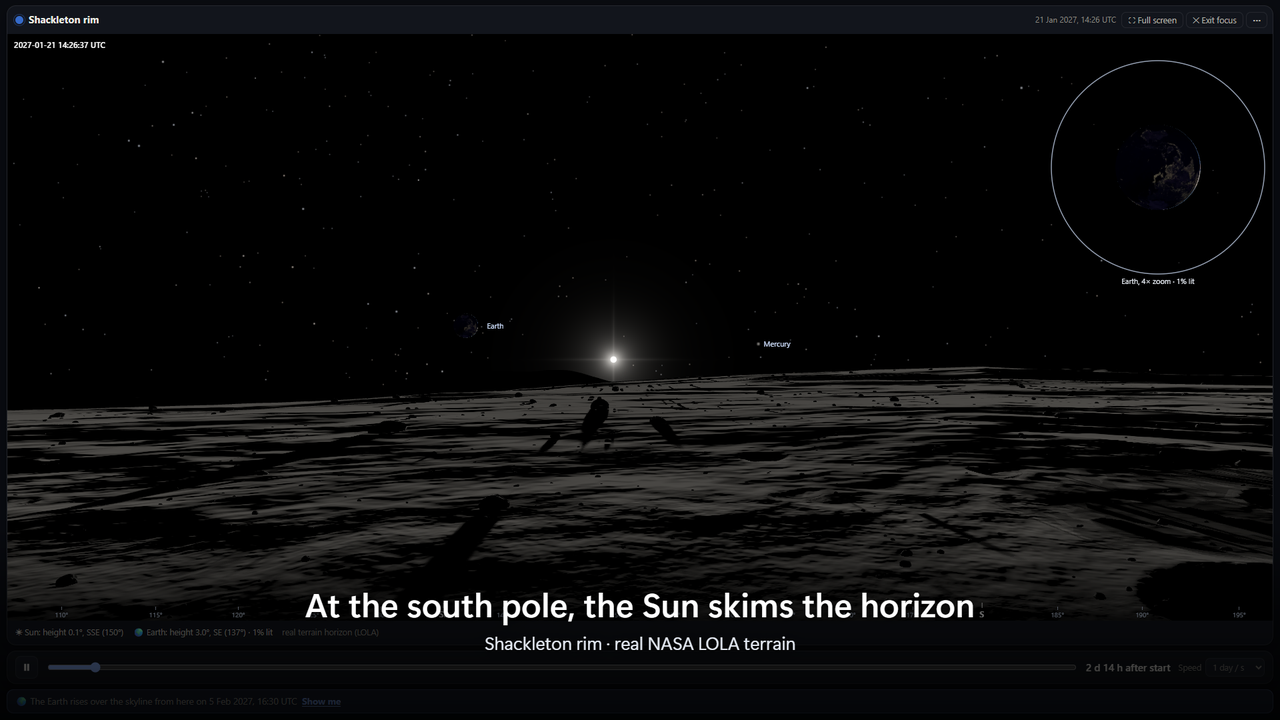 Shackleton rim
21 Jan 2027, 14:26 UTC
Full screen
Exit focus
2027-01-21 14:26:37 UTC
Earth, 4× zoom - 1% lit
Earth
Mercury
110° 115° 120° S 185° 190° 195°
At the south pole, the Sun skims the horizon
Sun: height 0.1°, SSE (150°) Earth: height 3.0°, SE (137°) · 1% lit real terrain horizon (LOLA)
Shackleton rim · real NASA LOLA terrain
2 d 14 h after start
Speed
1 day / s
The Earth rises over the skyline from here on 5 Feb 2027, 16:30 UTC Show me